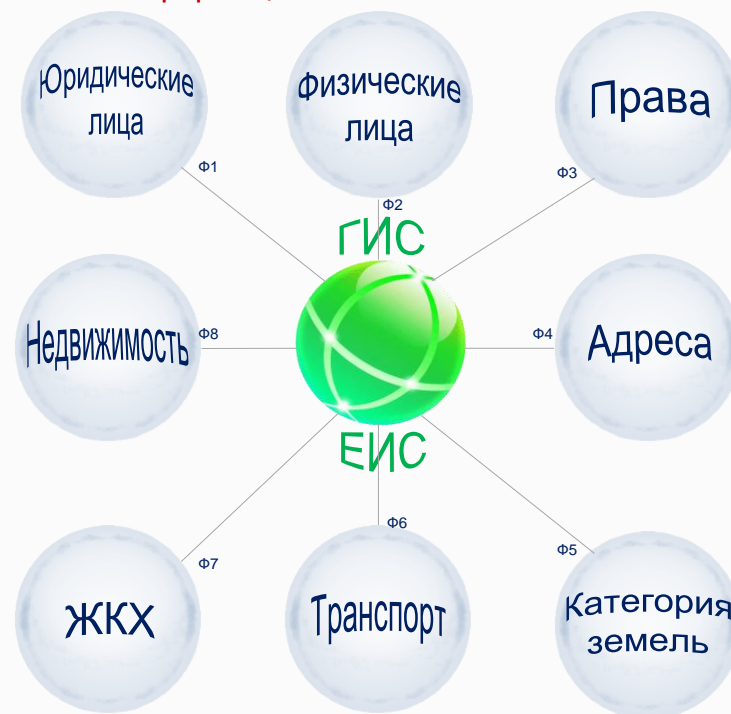 Юридические
лица
Физические
лица
Права
Ф1
Ф2
Ф3
ГИС
Недвижимость
Ф8
Ф4
Адреса
ЕИС
Ф7
Ф6
Ф5
ЖКХ
Транспорт
Категория
земель